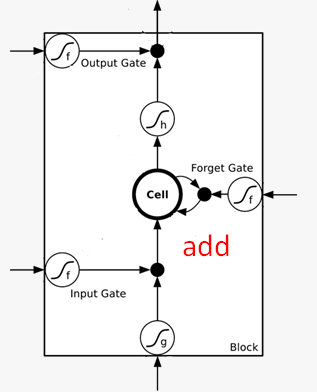 f
Output Gate
h
Forget Gate
Cell
f
add
f
Input Gate
g
Block